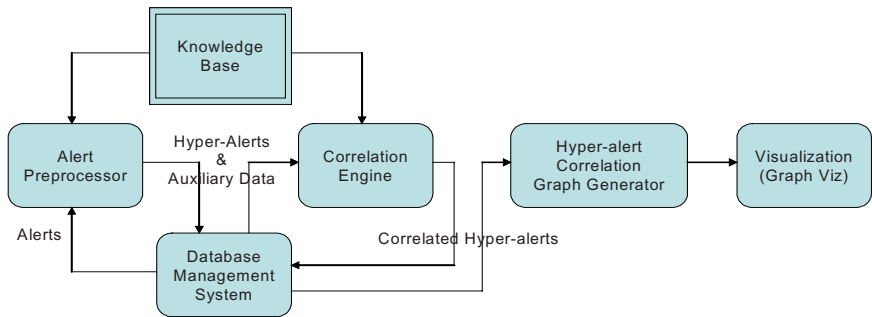 Knowledge
Base
Alert
Preprocessor
Hyper-Alerts
&
Auxiliary Data
Correlation
Engine
Hyper-alert
Correlation
Graph Generator
Visualization
(Graph Viz)
Alerts
Correlated Hyper-alerts
Database
Management
System